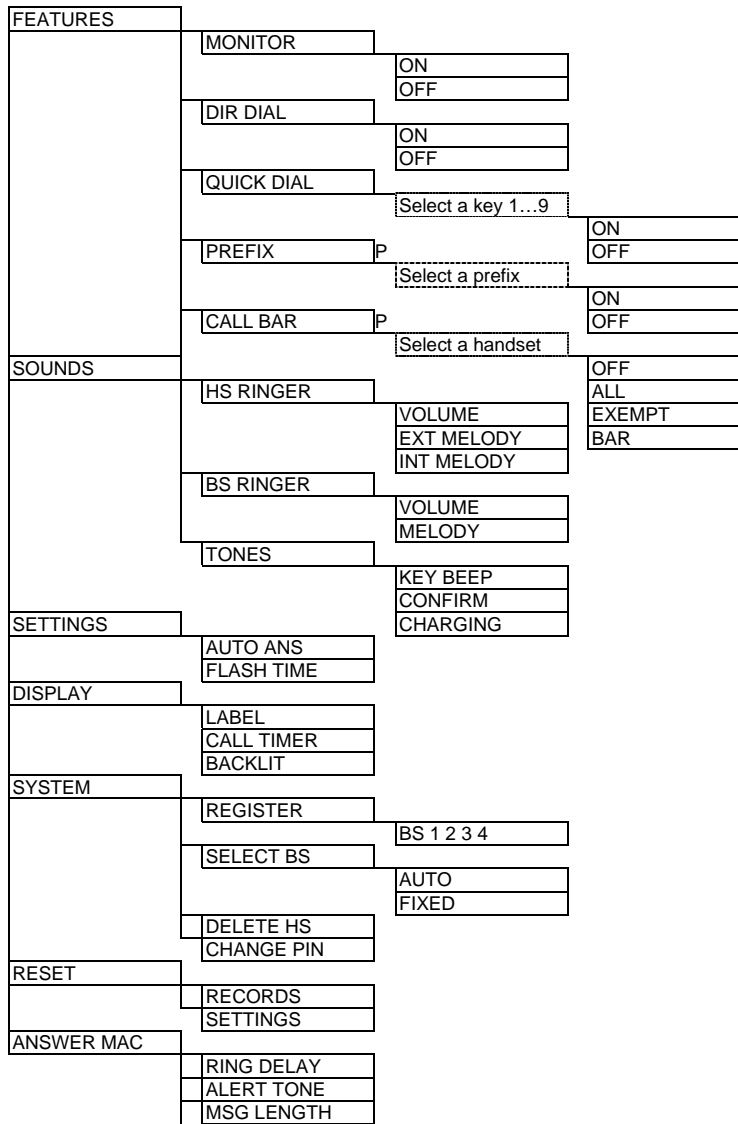 FEATURES
MONITOR
ON
OFF
DIR DIAL
ON
OFF
QUICK DIAL
Select a key 1…9
ON
PREFIX P OFF
Select a prefix
ON
CALL BAR P OFF
Select a handset
SOUNDS OFF
HS RINGER ALL
VOLUME EXEMPT
EXT MELODY BAR
INT MELODY
BS RINGER
VOLUME
MELODY
TONES
KEY BEEP
CONFIRM
SETTINGS CHARGING
AUTO ANS
FLASH TIME
DISPLAY
LABEL
CALL TIMER
BACKLIT
SYSTEM
REGISTER
BS 1 2 3 4
SELECT BS
AUTO
FIXED
DELETE HS
CHANGE PIN
RESET
RECORDS
SETTINGS
ANSWER MAC
RING DELAY
ALERT TONE
MSG LENGTH